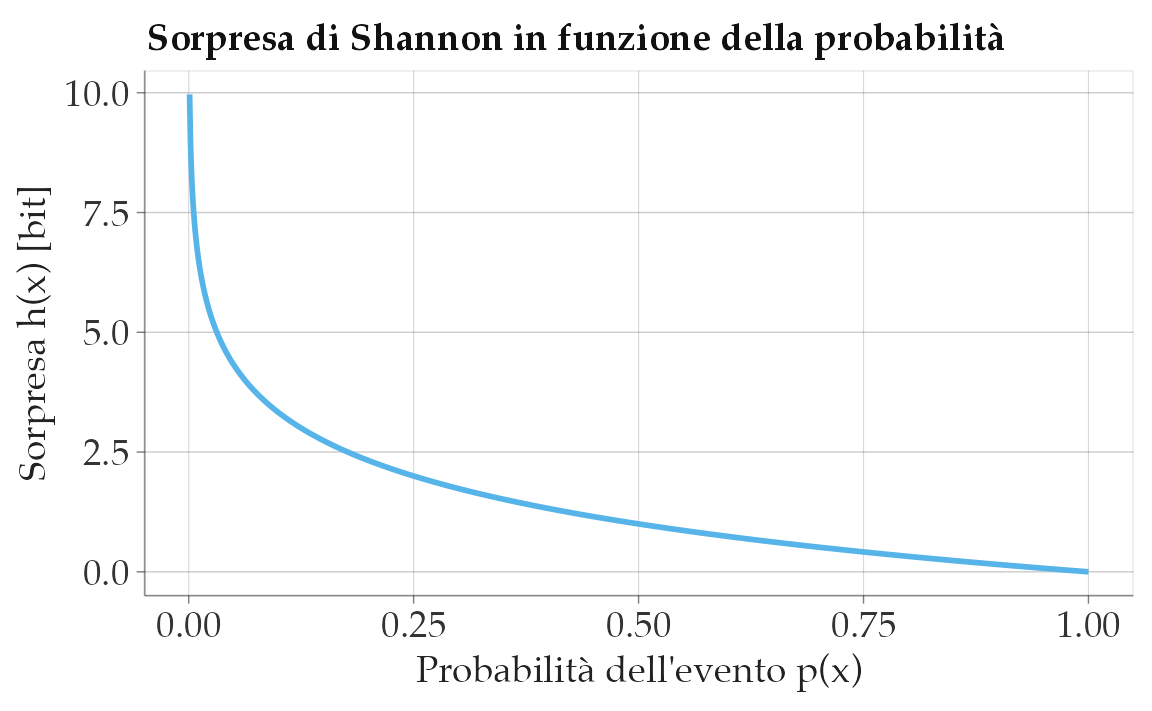 Sorpresa di Shannon in funzione della probabilità
10.0
7.5
5.0
2.5
0.0
Sorpresa h(x) [bit]
0.00 0.25 0.50 0.75 1.00
Probabilità dell'evento p(x)